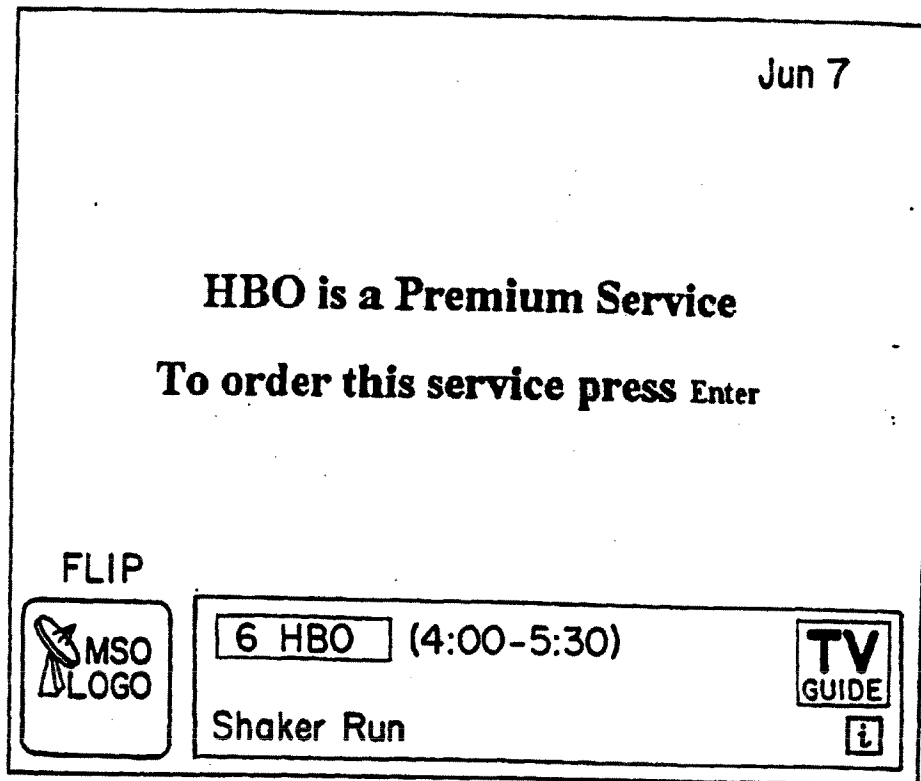 Jun 7
HBO is a Premium Service
To order this service press Enter
FLIP
MSO
LOGO
6 HBO (4:00-5:30)
TV
GUIDE
Shaker Run
i